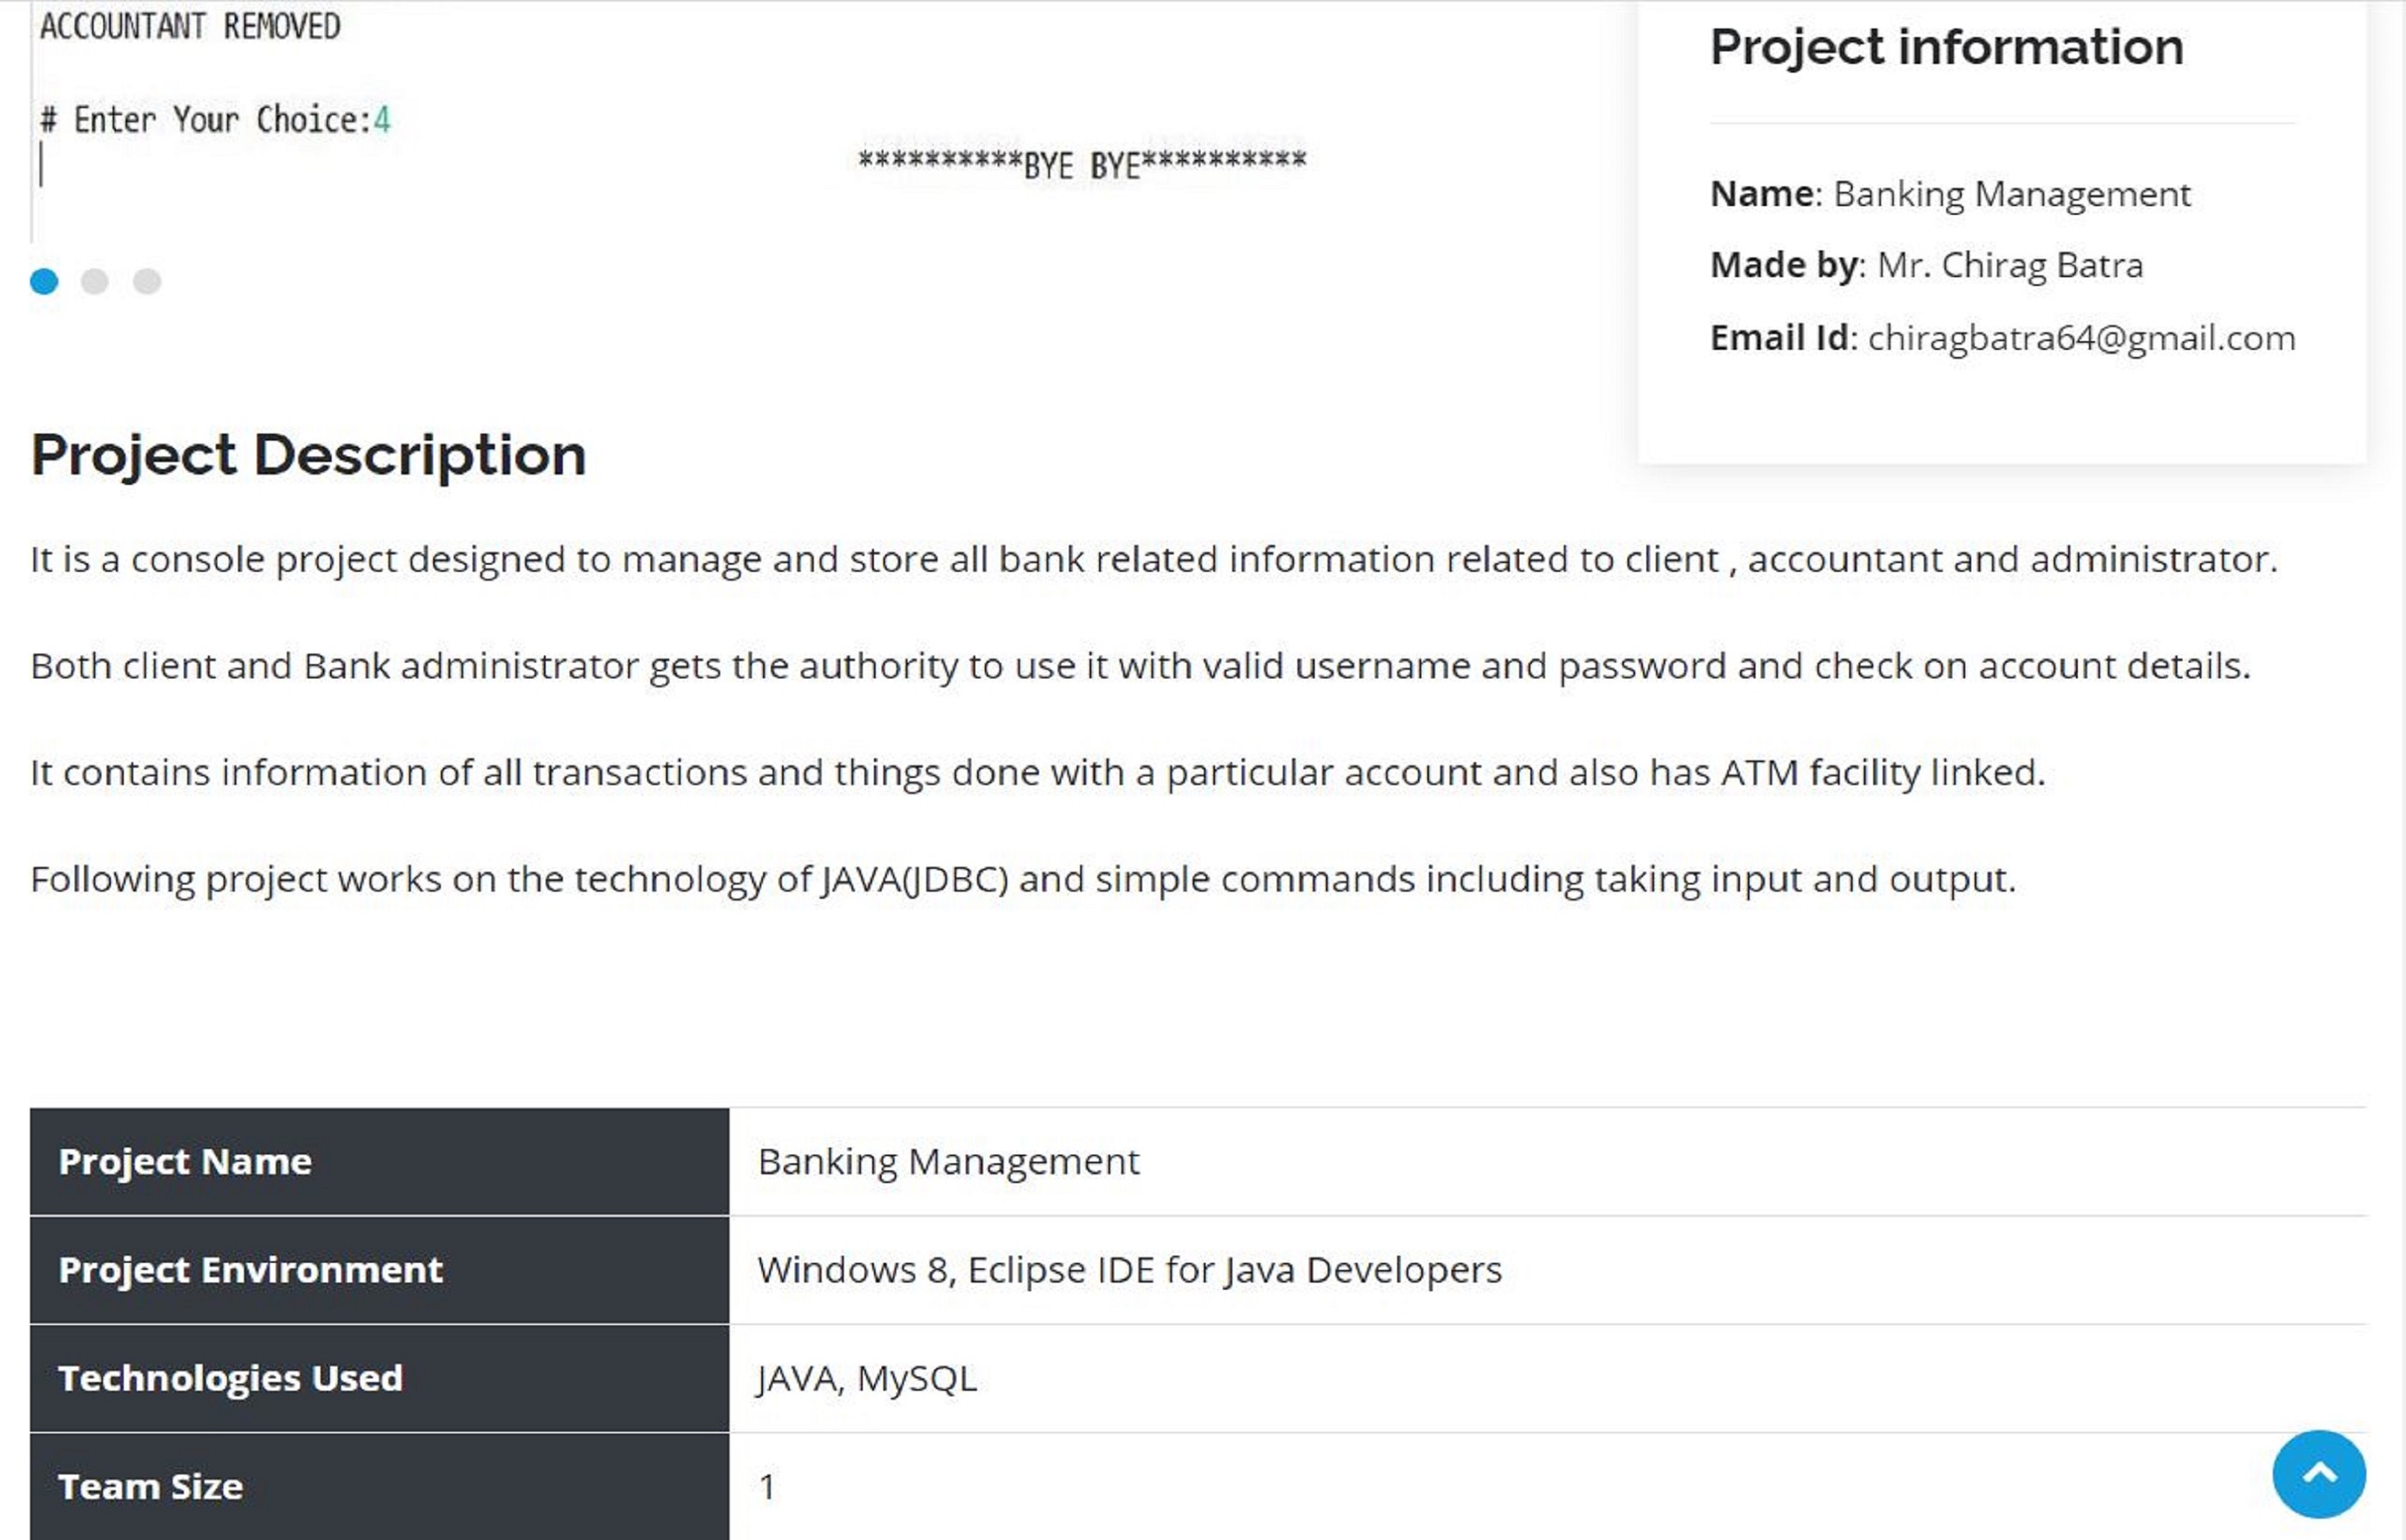 ACCOUNTANT REMOVED
# Enter Your Choice:4
**********BYE BYE**********
Project information
Name: Banking Management
Made by: Mr. Chirag Batra
Email Id: chiragbatra64@gmail.com
Project Description
It is a console project designed to manage and store all bank related information related to client , accountant and administrator.
Both client and Bank administrator gets the authority to use it with valid username and password and check on account details.
It contains information of all transactions and things done with a particular account and also has ATM facility linked.
Following project works on the technology of JAVA(JDBC) and simple commands including taking input and output.
Project Name Banking Management
Project Environment Windows 8, Eclipse IDE for Java Developers
Technologies Used JAVA, MySQL
Team Size 1